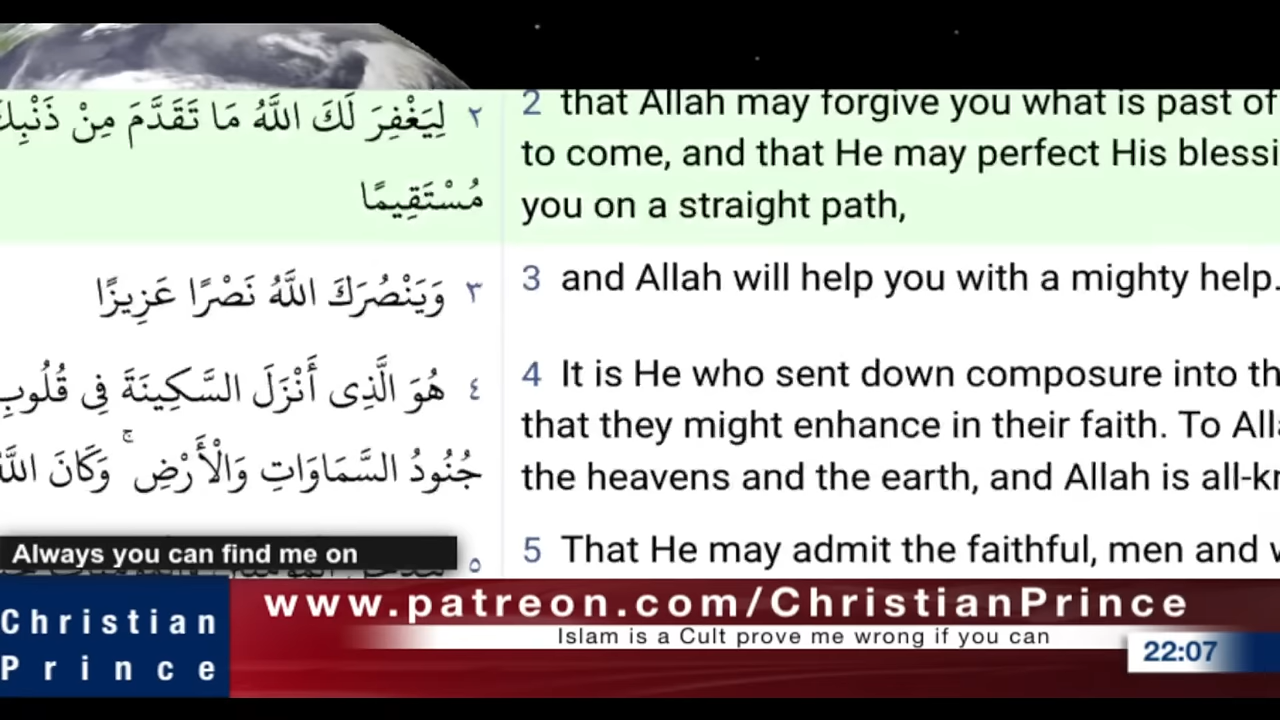 ٢ لِيَغْفِرَ لَكَ اللَّهُ مَا تَقَدَّمَ مِنْ ذَنْبِكَ
مُسْتَقِيمًا
٣ وَيَنْصُرَكَ اللَّهُ نَصْرًا عَزِيزًا
٤ هُوَ الَّذِى أَنْزَلَ السَّكِينَةَ فِى قُلُوبِ
جُنُودُ السَّمَاوَاتِ وَالْأَرْضِ ۚ وَكَانَ اللَّهُ
٥
2 that Allah may forgive you what is past of
to come, and that He may perfect His blessi
you on a straight path,
3 and Allah will help you with a mighty help.
4 It is He who sent down composure into th
that they might enhance in their faith. To Alla
the heavens and the earth, and Allah is all-kn
5 That He may admit the faithful, men and w
Always you can find me on
Christian
Prince
www.patreon.com/ChristianPrince
Islam is a Cult prove me wrong if you can
22:07